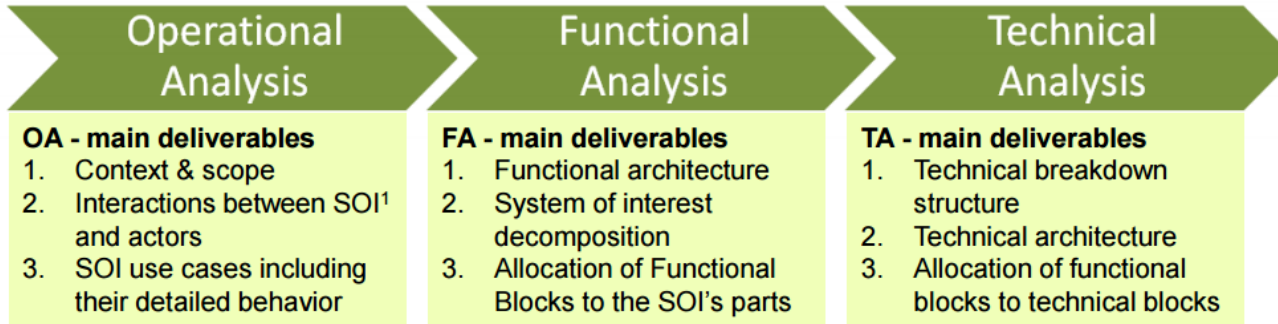 Operational
Analysis
OA - main deliverables
1. Context & scope
2. Interactions between SOI¹
and actors
3. SOI use cases including
their detailed behavior
Functional
Analysis
FA - main deliverables
1. Functional architecture
2. System of interest
decomposition
3. Allocation of Functional
Blocks to the SOI's parts
Technical
Analysis
TA - main deliverables
1. Technical breakdown
structure
2. Technical architecture
3. Allocation of functional
blocks to technical blocks